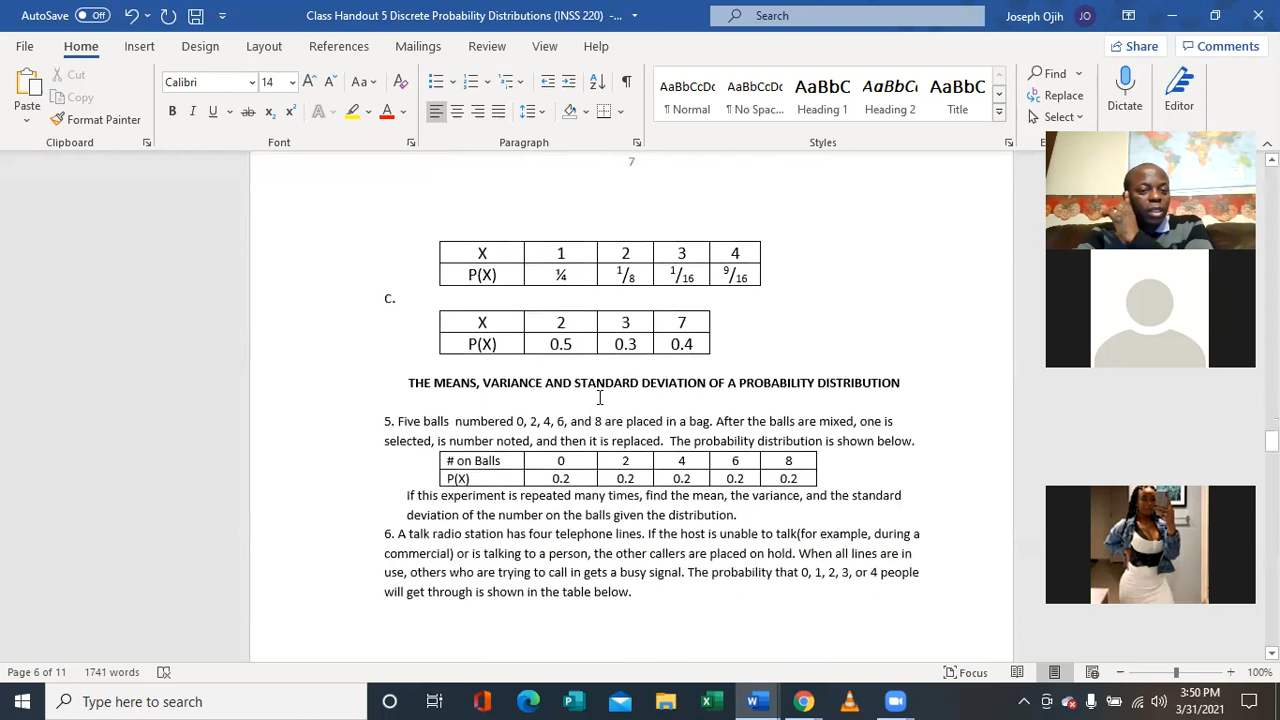 AutoSave Off Class Handout 5 Discrete Probability Distributions (INSS 220) -... Search Joseph Ojih JO
File Home Insert Design Layout References Mailings Review View Help Share Comments
Paste Cut Copy Format Painter
Calibri 14 Aa
B I U ab x₂ x² A A
AaBbCcDc AaBbCcDc AaBbC AaBbCcI AaBbC
¶ Normal ¶ No Spac... Heading 1 Heading 2 Title
Find Replace Select Dictate Editor
Clipboard Font Paragraph Styles
7
X 1 2 3 4
P(X) ¼ 1/8 1/16 9/16
C.
X 2 3 7
P(X) 0.5 0.3 0.4
THE MEANS, VARIANCE AND STANDARD DEVIATION OF A PROBABILITY DISTRIBUTION
5. Five balls numbered 0, 2, 4, 6, and 8 are placed in a bag. After the balls are mixed, one is
selected, is number noted, and then it is replaced. The probability distribution is shown below.
# on Balls 0 2 4 6 8
P(X) 0.2 0.2 0.2 0.2 0.2
If this experiment is repeated many times, find the mean, the variance, and the standard
deviation of the number on the balls given the distribution.
6. A talk radio station has four telephone lines. If the host is unable to talk(for example, during a
commercial) or is talking to a person, the other callers are placed on hold. When all lines are in
use, others who are trying to call in gets a busy signal. The probability that 0, 1, 2, 3, or 4 people
will get through is shown in the table below.
Page 6 of 11 1741 words Focus 100%
Type here to search 3:50 PM
3/31/2021